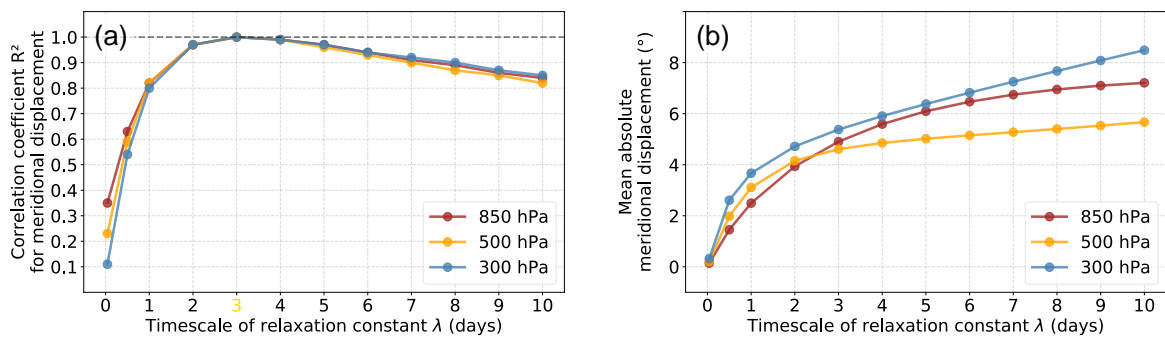 (a)
Correlation coefficient R²
for meridional displacement
1.0
0.9
0.8
0.7
0.6
0.5
0.4
0.3
0.2
0.1
850 hPa
500 hPa
300 hPa
0 1 2 3 4 5 6 7 8 9 10
Timescale of relaxation constant λ (days)
(b)
Mean absolute
meridional displacement (°)
8
6
4
2
0
850 hPa
500 hPa
300 hPa
0 1 2 3 4 5 6 7 8 9 10
Timescale of relaxation constant λ (days)